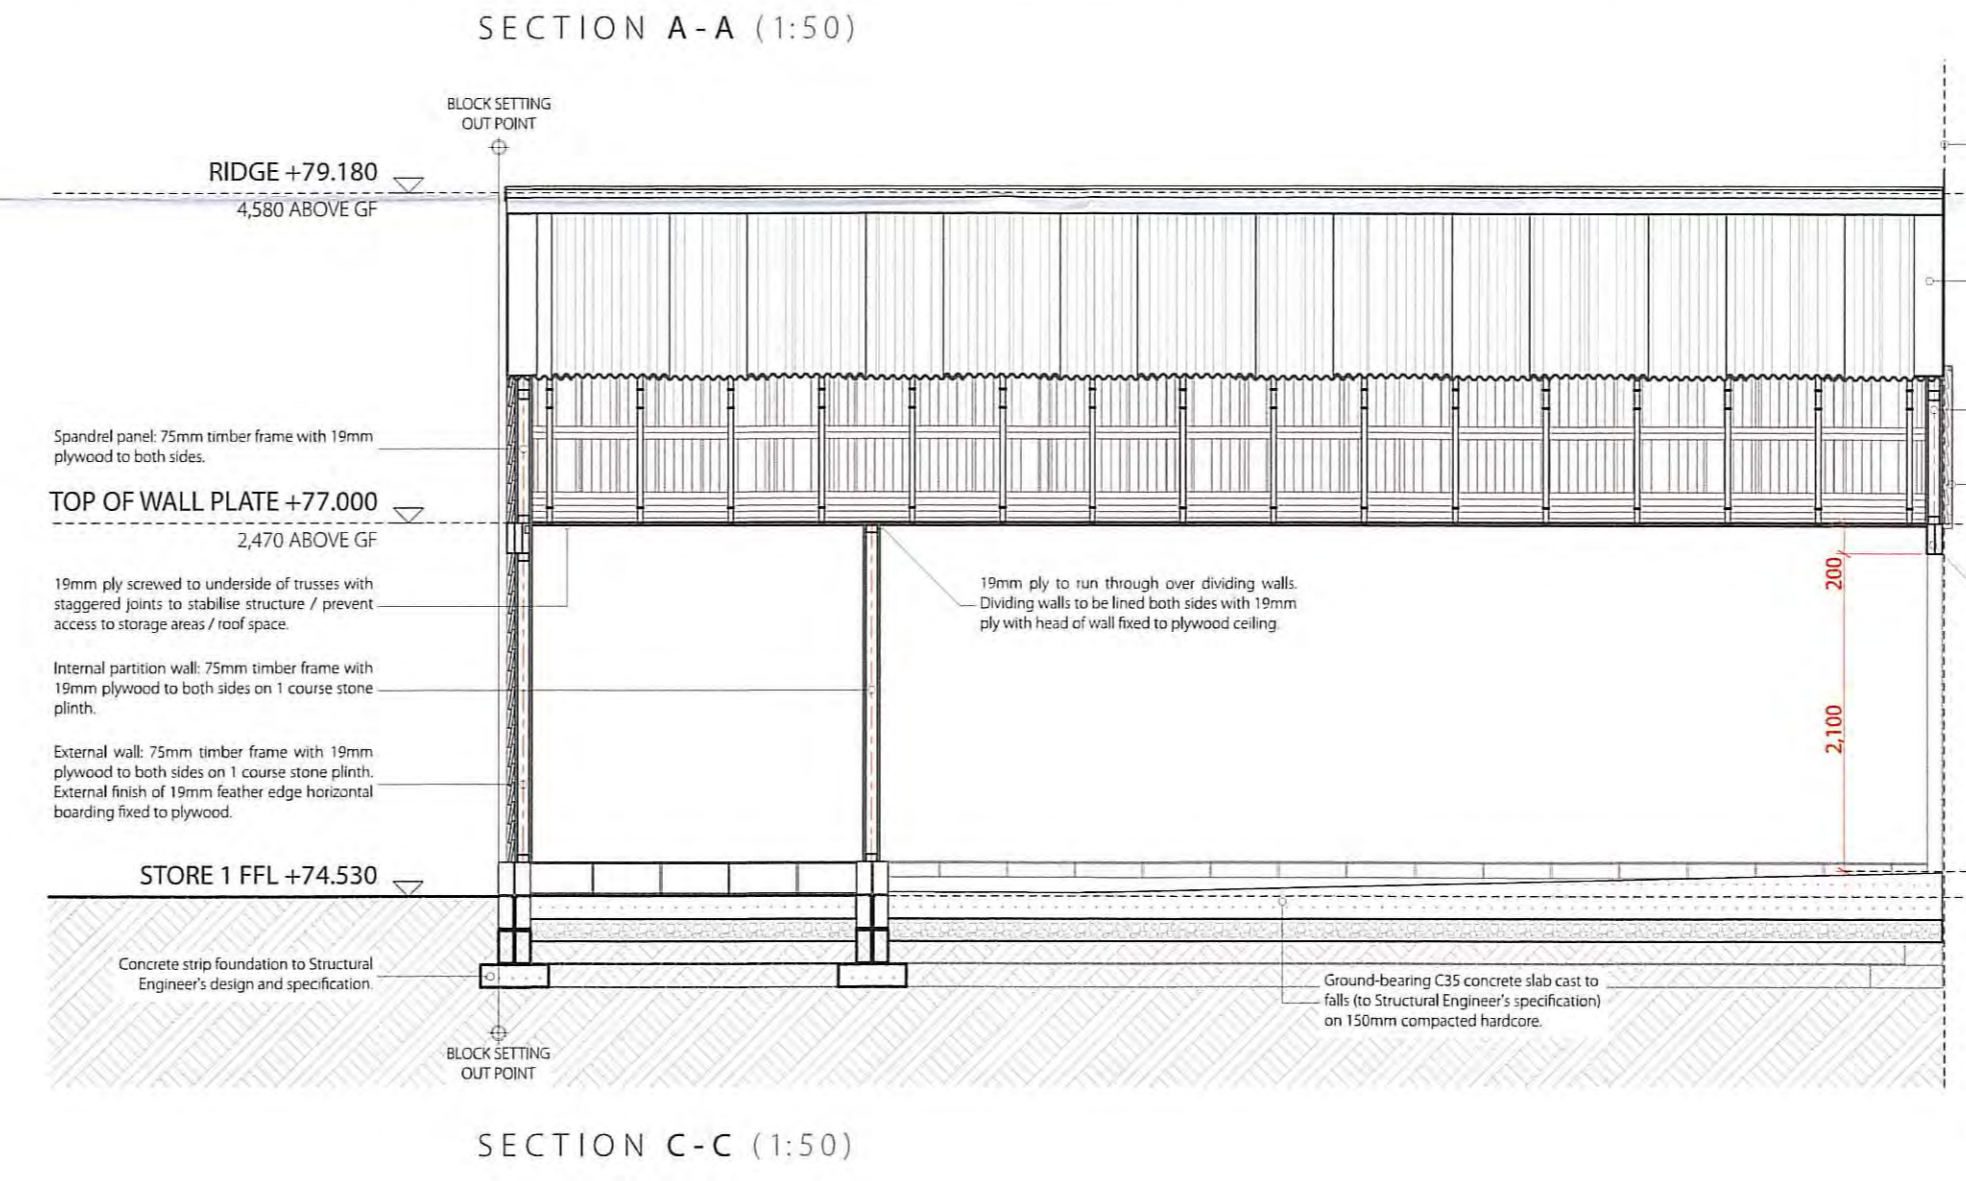 SECTION A-A (1:50)
BLOCK SETTING
OUT POINT
RIDGE +79.180
4,580 ABOVE GF
Spandrel panel: 75mm timber frame with 19mm
plywood to both sides.
TOP OF WALL PLATE +77.000
2,470 ABOVE GF
19mm ply screwed to underside of trusses with
staggered joints to stabilise structure / prevent
access to storage areas / roof space.
19mm ply to run through over dividing walls.
Dividing walls to be lined both sides with 19mm
ply with head of wall fixed to plywood ceiling.
200
Internal partition wall: 75mm timber frame with
19mm plywood to both sides on 1 course stone
plinth.
2,100
External wall: 75mm timber frame with 19mm
plywood to both sides on 1 course stone plinth.
External finish of 19mm feather edge horizontal
boarding fixed to plywood.
STORE 1 FFL +74.530
Concrete strip foundation to Structural
Engineer's design and specification.
Ground-bearing C35 concrete slab cast to
falls (to Structural Engineer's specification)
on 150mm compacted hardcore.
BLOCK SETTING
OUT POINT
SECTION C-C (1:50)